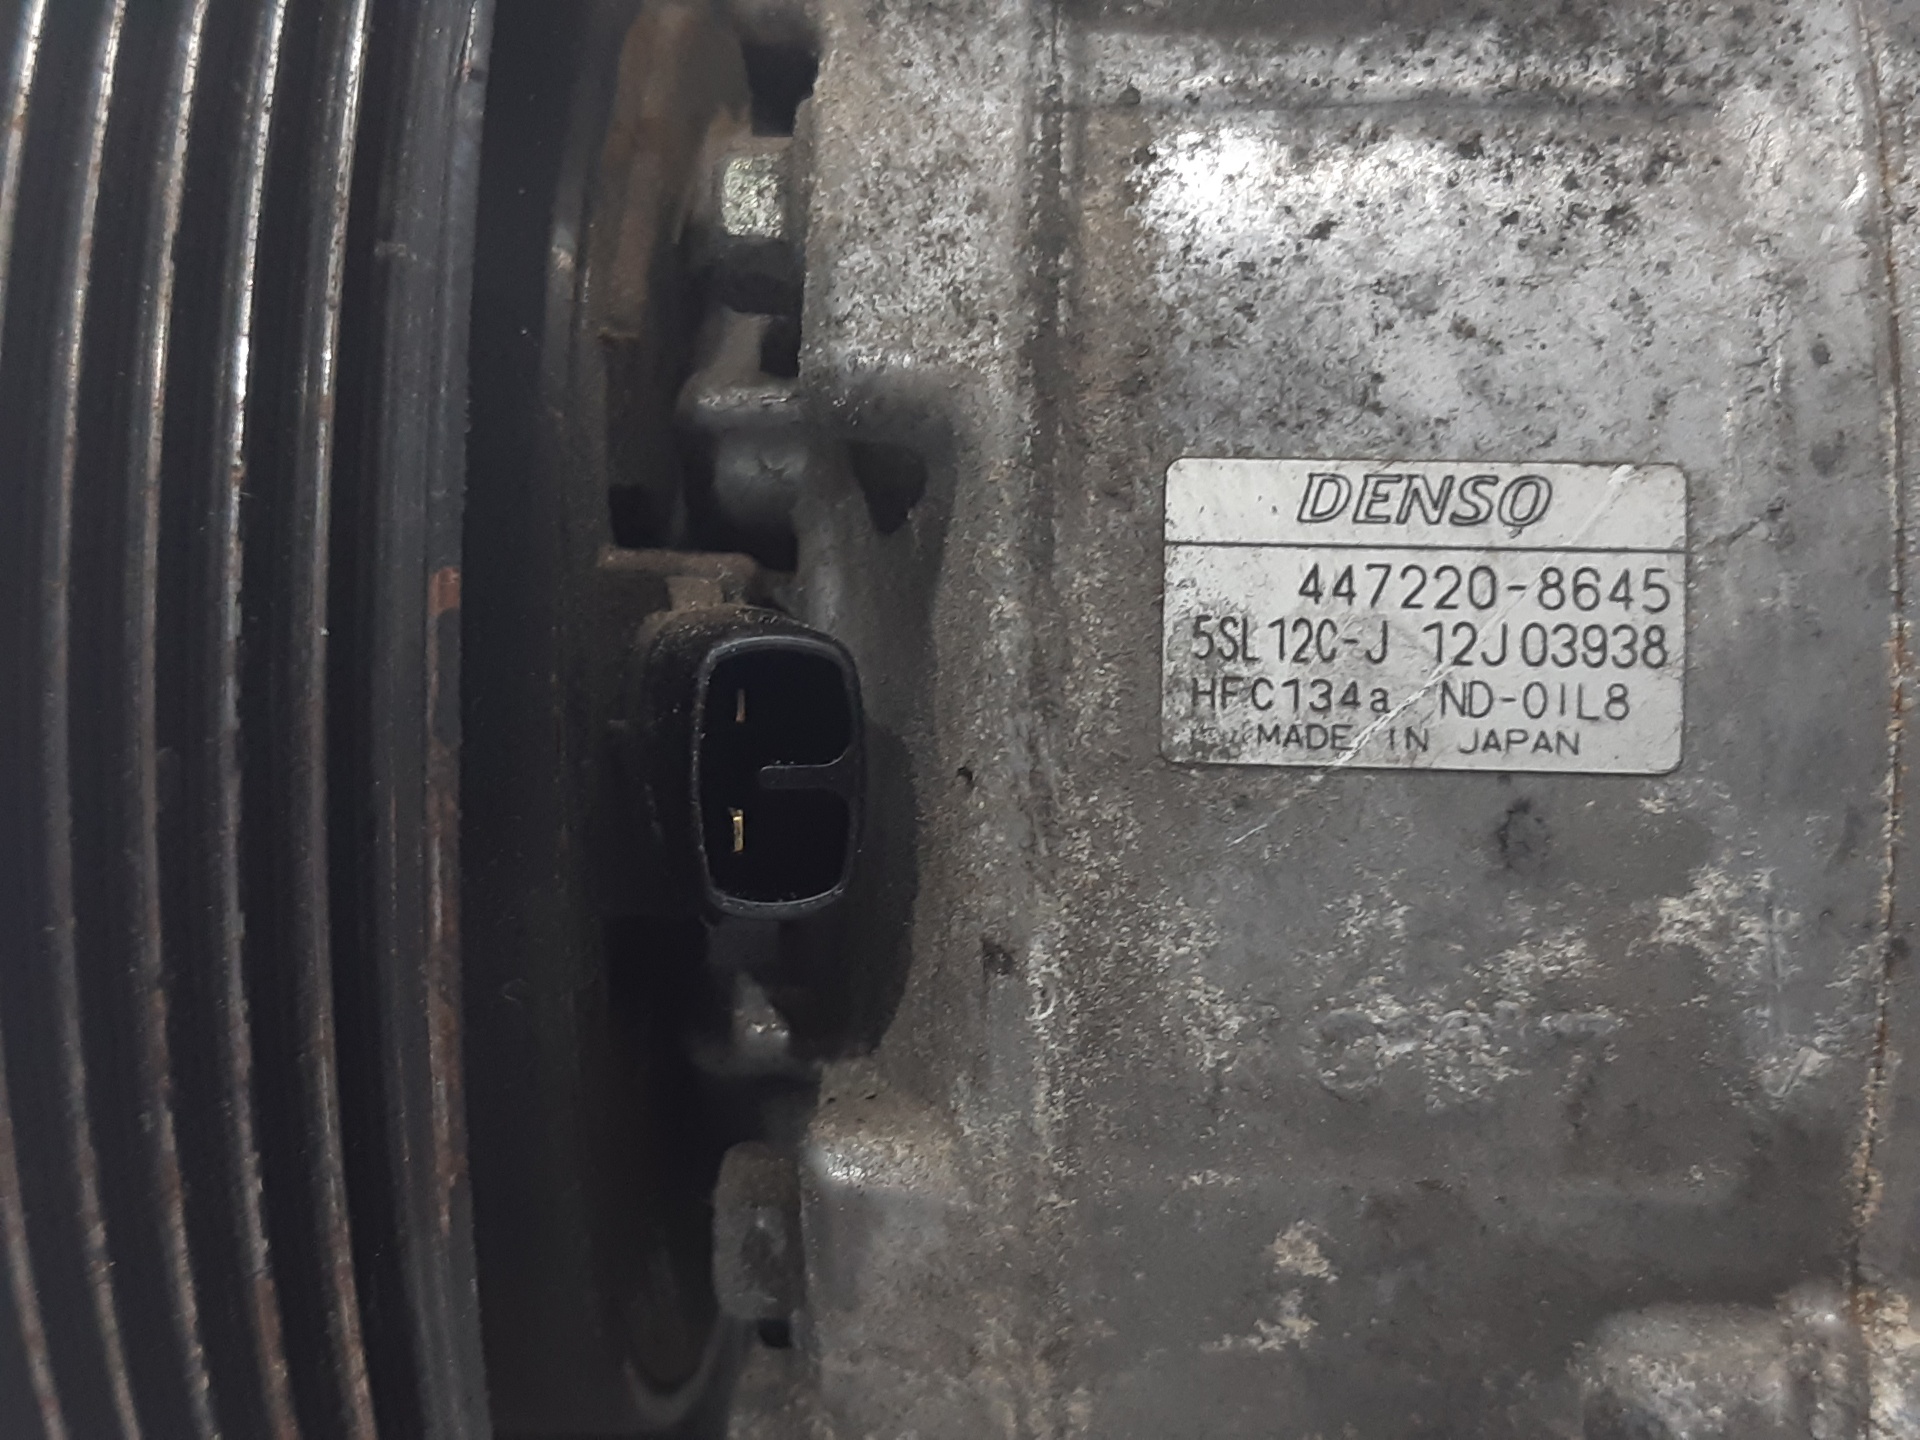 DENSO
447220-8645
5SL12C-J 12J03938
HFC134a ND-OIL8
MADE IN JAPAN